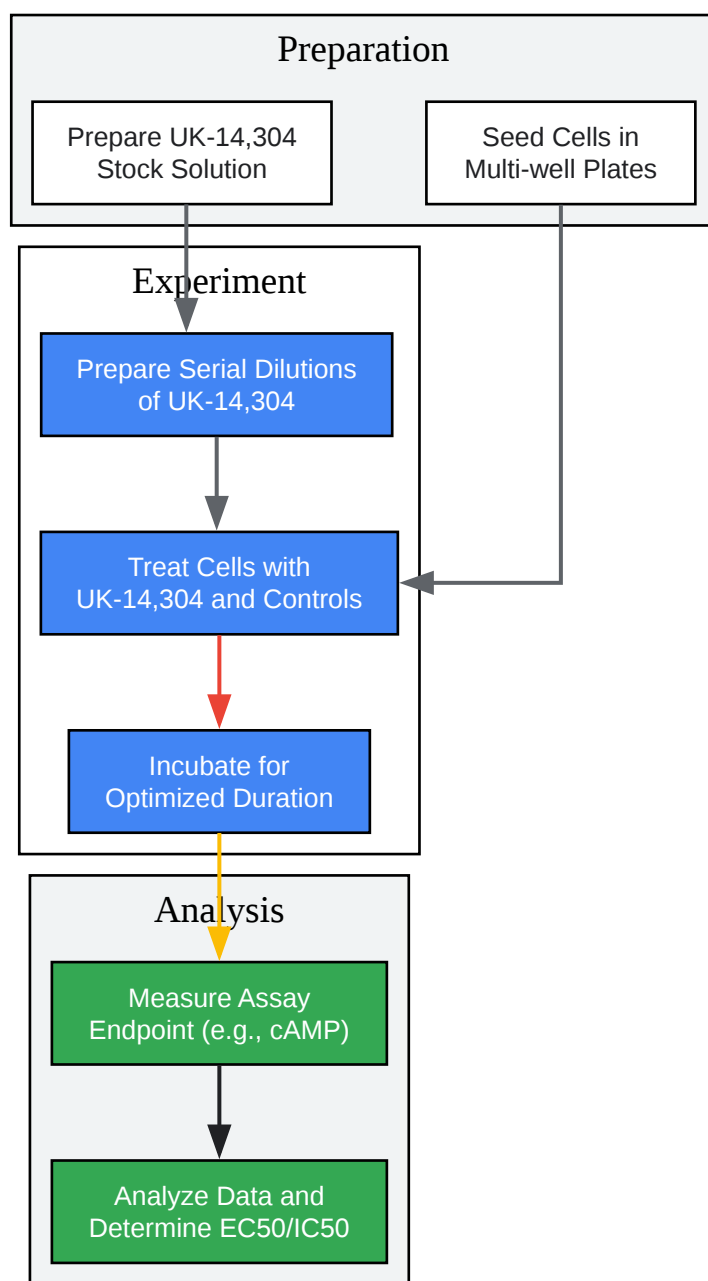 Preparation
Prepare UK-14,304
Stock Solution
Seed Cells in
Multi-well Plates
Experiment
Prepare Serial Dilutions
of UK-14,304
Treat Cells with
UK-14,304 and Controls
Incubate for
Optimized Duration
Analysis
Measure Assay
Endpoint (e.g., cAMP)
Analyze Data and
Determine EC50/IC50